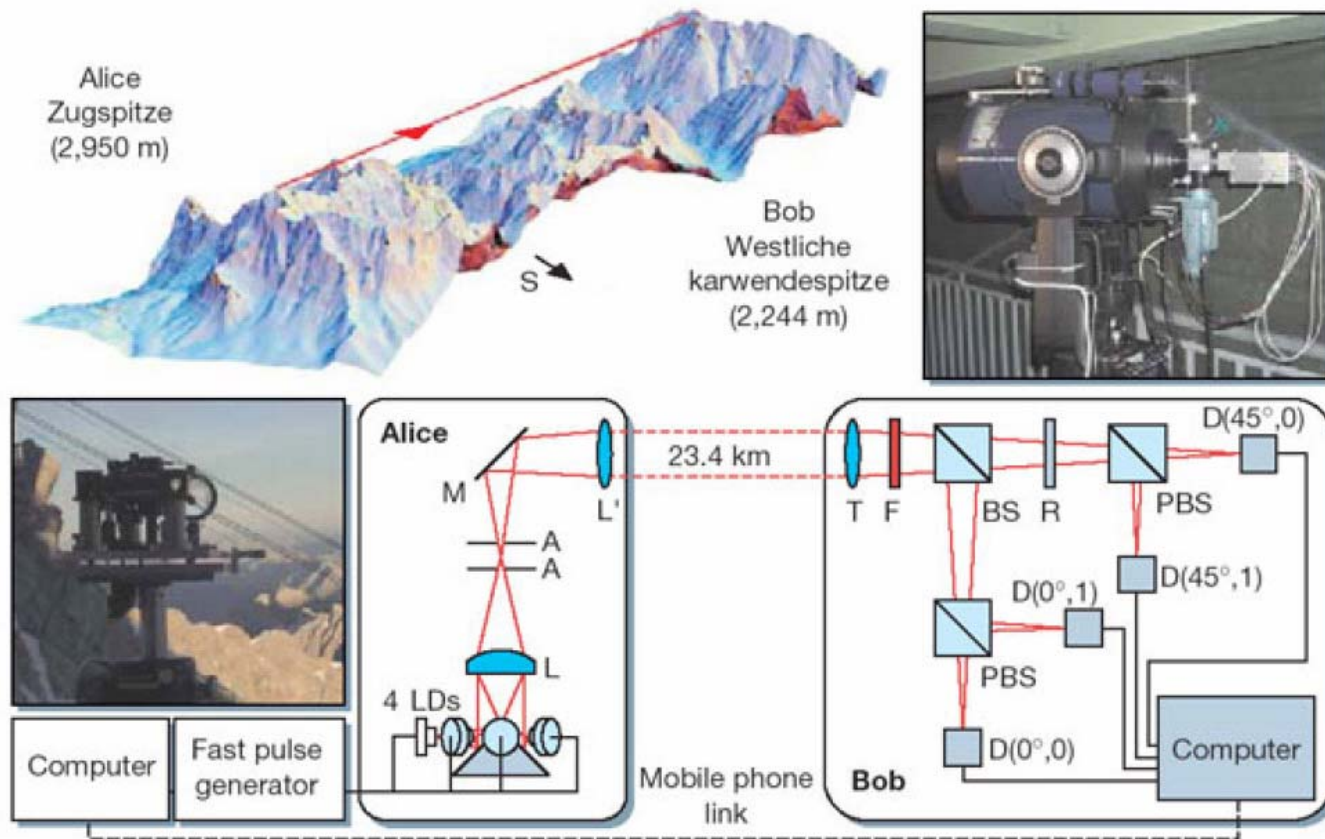 Alice
Zugspitze
(2,950 m)
Bob
Westliche
karwendespitze
(2,244 m)
S
Alice
M
L'
A
A
L
4 LDs
23.4 km
T
F
BS
R
PBS
D(45°,0)
D(45°,1)
D(0°,1)
PBS
D(0°,0)
Bob
Computer
Computer
Fast pulse
generator
Mobile phone
link